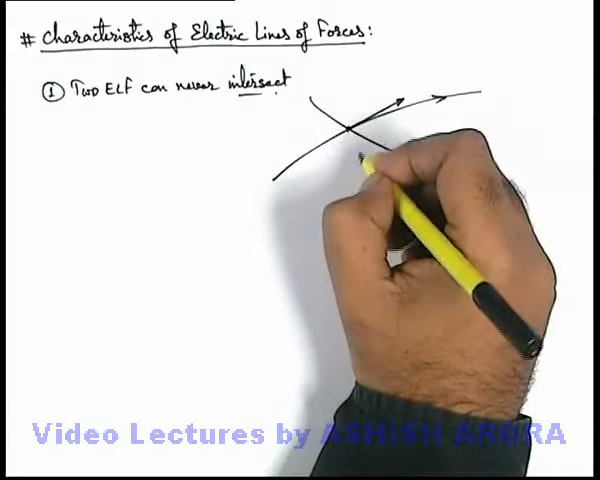 # Characteristics of Electric Lines of Forces:
① Two ELF can never intersect
Video Lectures by ASHISH ARORA